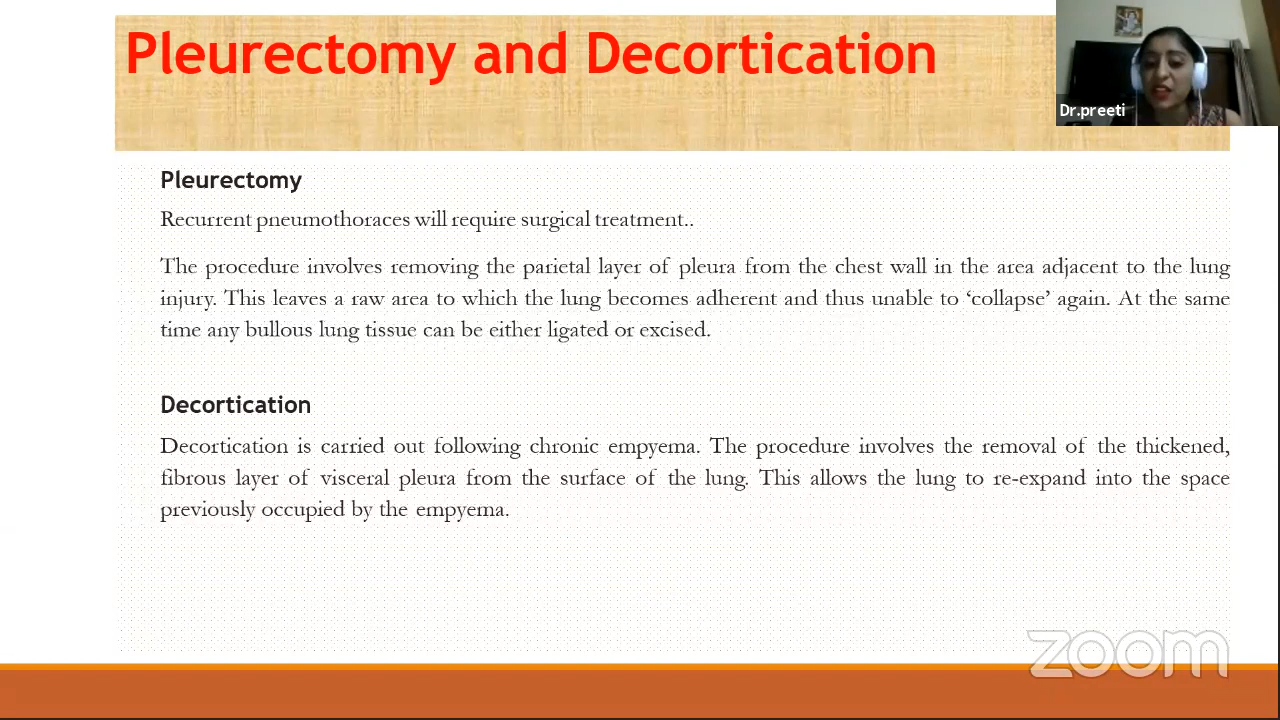 Pleurectomy and Decortication
Dr.preeti
Pleurectomy
Recurrent pneumothoraces will require surgical treatment..
The procedure involves removing the parietal layer of pleura from the chest wall in the area adjacent to the lung
injury. This leaves a raw area to which the lung becomes adherent and thus unable to ‘collapse’ again. At the same
time any bullous lung tissue can be either ligated or excised.
Decortication
Decortication is carried out following chronic empyema. The procedure involves the removal of the thickened,
fibrous layer of visceral pleura from the surface of the lung. This allows the lung to re-expand into the space
previously occupied by the empyema.
zoom